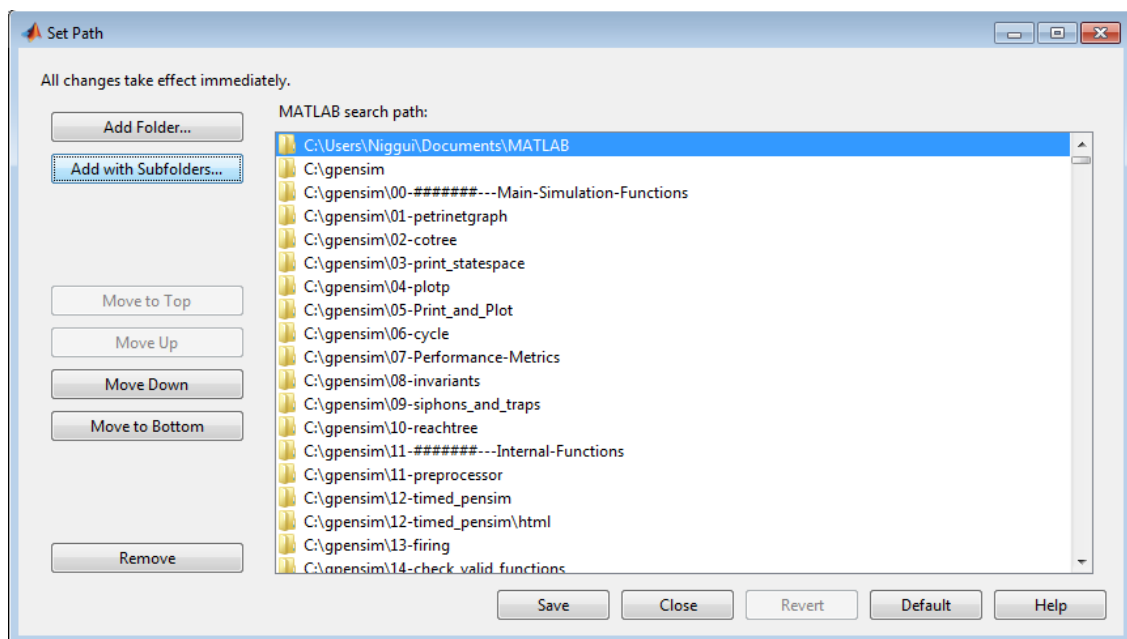 Set Path
All changes take effect immediately.
Add Folder...
Add with Subfolders...
Move to Top
Move Up
Move Down
Move to Bottom
Remove
MATLAB search path:
C:\Users\Niggui\Documents\MATLAB
C:\gpensim
C:\gpensim\00-#######---Main-Simulation-Functions
C:\gpensim\01-petrinetgraph
C:\gpensim\02-cotree
C:\gpensim\03-print_statespace
C:\gpensim\04-plotp
C:\gpensim\05-Print_and_Plot
C:\gpensim\06-cycle
C:\gpensim\07-Performance-Metrics
C:\gpensim\08-invariants
C:\gpensim\09-siphons_and_traps
C:\gpensim\10-reachtree
C:\gpensim\11-#######---Internal-Functions
C:\gpensim\11-preprocessor
C:\gpensim\12-timed_pensim
C:\gpensim\12-timed_pensim\html
C:\gpensim\13-firing
C:\gpensim\14-check_valid_functions
Save Close Revert Default Help